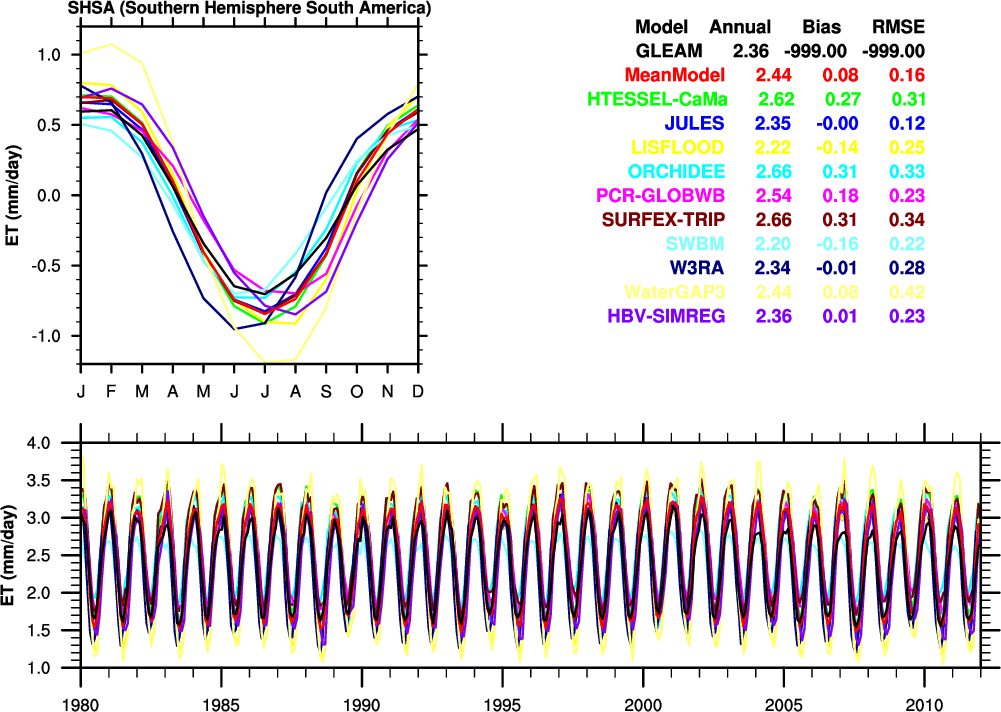 SHSA (Southern Hemisphere South America)
1.0
0.5
0.0
-0.5
-1.0
ET (mm/day)
J F M A M J J A S O N D
Model Annual Bias RMSE
GLEAM 2.36 -999.00 -999.00
MeanModel 2.44 0.08 0.16
HTESSEL-CaMa 2.62 0.27 0.31
JULES 2.35 -0.00 0.12
LISFLOOD 2.22 -0.14 0.25
ORCHIDEE 2.66 0.31 0.33
PCR-GLOBWB 2.54 0.18 0.23
SURFEX-TRIP 2.66 0.31 0.34
SWBM 2.20 -0.16 0.22
W3RA 2.34 -0.01 0.28
WaterGAP3 2.44 0.08 0.42
HBV-SIMREG 2.36 0.01 0.23
4.0
3.5
3.0
2.5
2.0
1.5
1.0
ET (mm/day)
1980 1985 1990 1995 2000 2005 2010